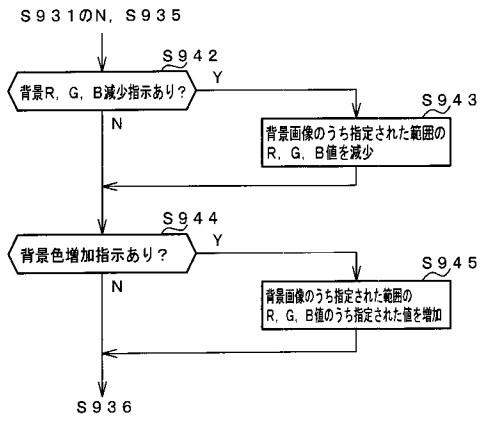 S931のN, S935
S942
背景R, G, B減少指示あり?
Y
S943
N
背景画像のうち指定された範囲の
R, G, B値を減少
S944
背景色増加指示あり?
Y
S945
N
背景画像のうち指定された範囲の
R, G, B値のうち指定された値を増加
S936